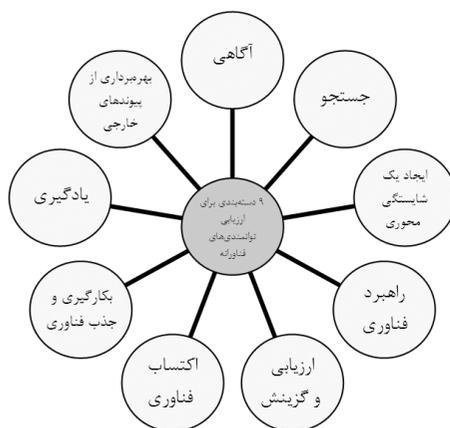 آگاهی
جستجو
ایجاد یک
شایستگی
محوری
راهبرد
فناوری
ارزیابی
و گزینش
اکتساب
فناوری
بکارگیری و
جذب فناوری
یادگیری
بهره‌برداری از
پیوندهای
خارجی
۹ دسته‌بندی برای
ارزیابی
توانمندی‌های
فناورانه